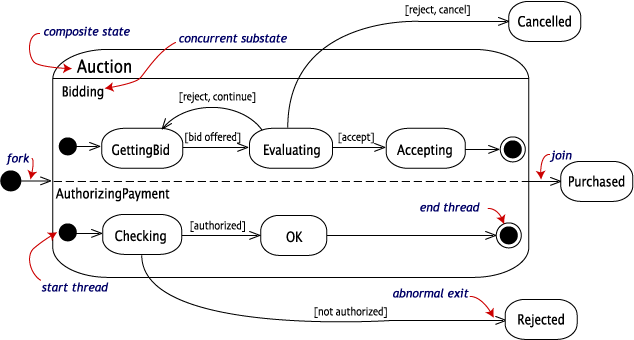 composite state
concurrent substate
[reject, cancel]
Cancelled
Auction
Bidding
[reject, continue]
GettingBid
[bid offered]
Evaluating
[accept]
Accepting
fork
join
AuthorizingPayment
Purchased
end thread
Checking
[authorized]
OK
start thread
abnormal exit
[not authorized]
Rejected